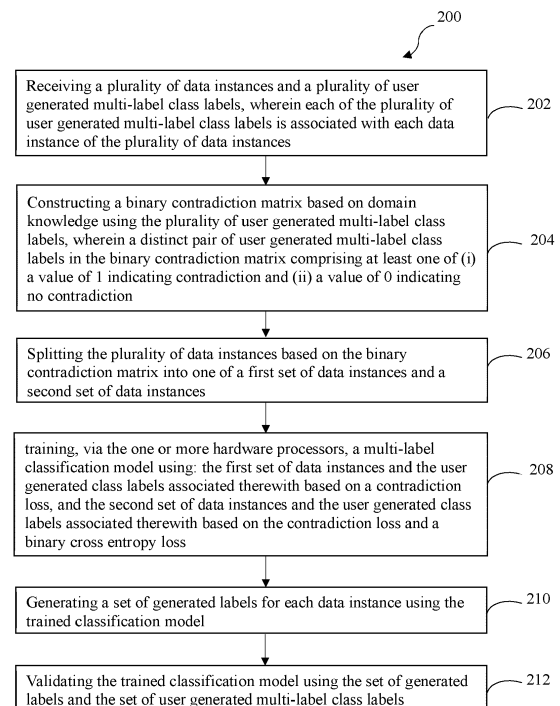 200
Receiving a plurality of data instances and a plurality of user
generated multi-label class labels, wherein each of the plurality of
user generated multi-label class labels is associated with each data
instance of the plurality of data instances
202
Constructing a binary contradiction matrix based on domain
knowledge using the plurality of user generated multi-label class
labels, wherein a distinct pair of user generated multi-label class
labels in the binary contradiction matrix comprising at least one of (i)
a value of 1 indicating contradiction and (ii) a value of 0 indicating
no contradiction
204
Splitting the plurality of data instances based on the binary
contradiction matrix into one of a first set of data instances and a
second set of data instances
206
training, via the one or more hardware processors, a multi-label
classification model using: the first set of data instances and the user
generated class labels associated therewith based on a contradiction
loss, and the second set of data instances and the user generated class
labels associated therewith based on the contradiction loss and a
binary cross entropy loss
208
Generating a set of generated labels for each data instance using the
trained classification model
210
Validating the trained classification model using the set of generated
labels and the set of user generated multi-label class labels
212